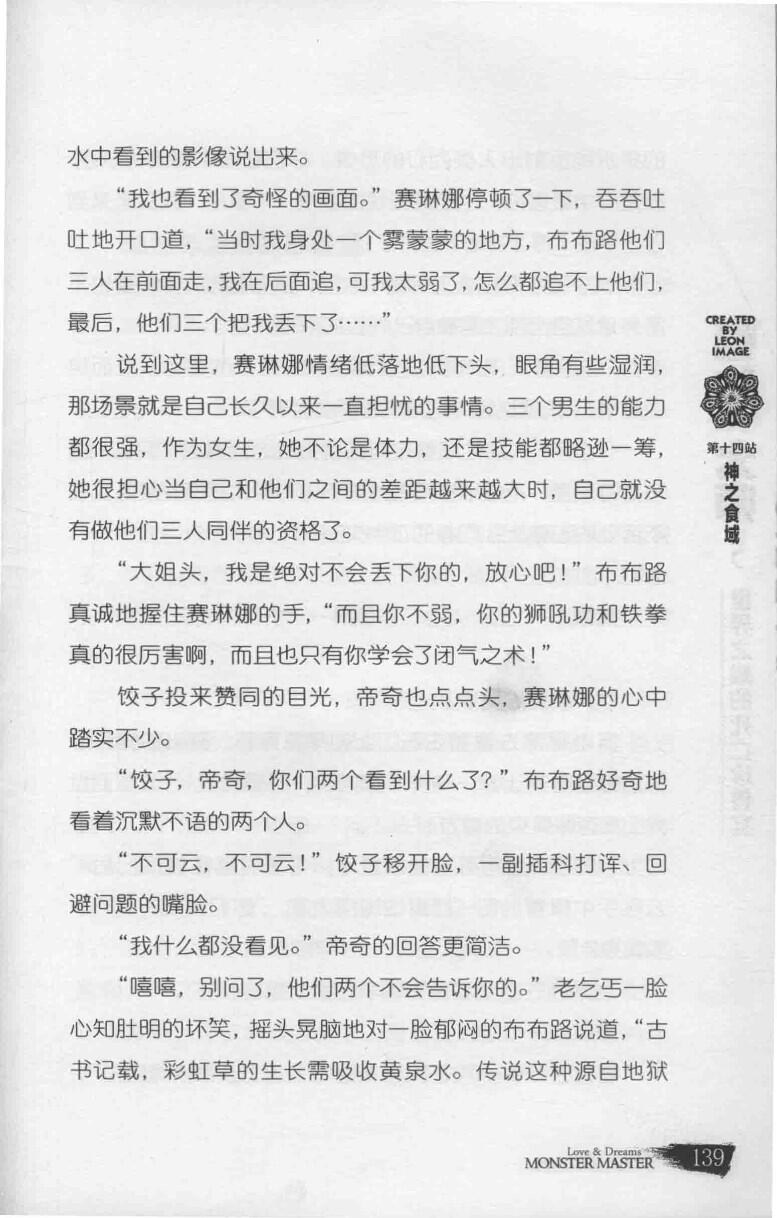 水中看到的影像说出来。
“我也看到了奇怪的画面。”赛琳娜停顿了一下，吞吞吐
吐地开口道，“当时我身处一个雾蒙蒙的地方，布布路他们
三人在前面走，我在后面追，可我太弱了，怎么都追不上他们，
最后，他们三个把我丢下了……”
说到这里，赛琳娜情绪低落地低下头，眼角有些湿润，
那场景就是自己长久以来一直担忧的事情。三个男生的能力
都很强，作为女生，她不论是体力，还是技能都略逊一筹，
她很担心当自己和他们之间的差距越来越大时，自己就没
有做他们三人同伴的资格了。
“大姐头，我是绝对不会丢下你的，放心吧！”布布路
真诚地握住赛琳娜的手，“而且你不弱，你的狮吼功和铁拳
真的很厉害啊，而且也只有你学会了闭气之术！”
饺子投来赞同的目光，帝奇也点点头，赛琳娜的心中
踏实不少。
“饺子，帝奇，你们两个看到什么了？”布布路好奇地
看着沉默不语的两个人。
“不可云，不可云！”饺子移开脸，一副插科打诨、回
避问题的嘴脸。
“我什么都没看见。”帝奇的回答更简洁。
“嘻嘻，别问了，他们两个不会告诉你的。”老乞丐一脸
心知肚明的坏笑，摇头晃脑地对一脸郁闷的布布路说道，“古
书记载，彩虹草的生长需吸收黄泉水。传说这种源自地狱
CREATED
BY
LEON
IMAGE
第十四站
神之食域
Love & Dreams
MONSTER MASTER
139